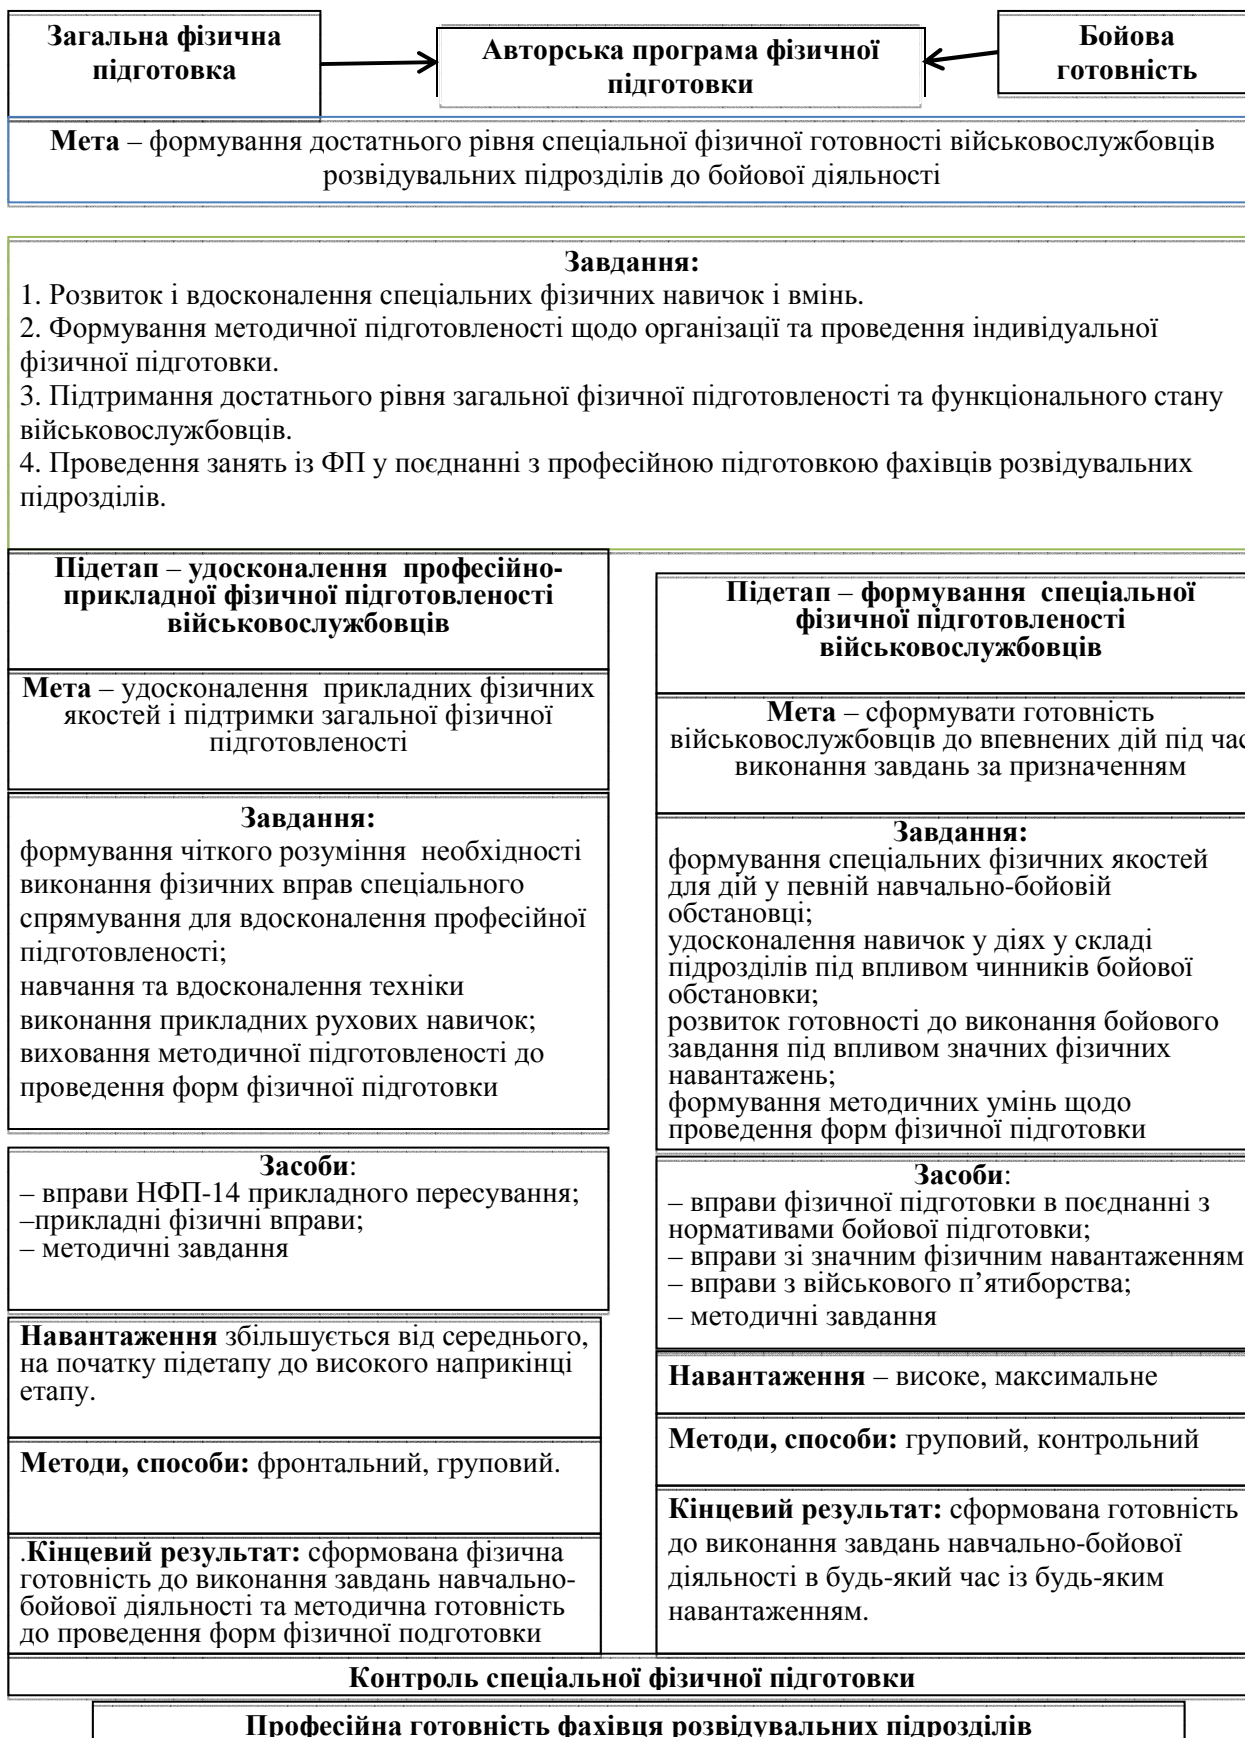 Загальна фізична
підготовка
Авторська програма фізичної
підготовки
Бойова
готовність
Мета – формування достатнього рівня спеціальної фізичної готовності військовослужбовців
розвідувальних підрозділів до бойової діяльності
Завдання:
1. Розвиток і вдосконалення спеціальних фізичних навичок і вмінь.
2. Формування методичної підготовленості щодо організації та проведення індивідуальної
фізичної підготовки.
3. Підтримання достатнього рівня загальної фізичної підготовленості та функціонального стану
військовослужбовців.
4. Проведення занять із ФП у поєднанні з професійною підготовкою фахівців розвідувальних
підрозділів.
Підетап – удосконалення професійно-
прикладної фізичної підготовленості
військовослужбовців
Мета – удосконалення прикладних фізичних
якостей і підтримки загальної фізичної
підготовленості
Завдання:
формування чіткого розуміння необхідності
виконання фізичних вправ спеціального
спрямування для вдосконалення професійної
підготовленості;
навчання та вдосконалення техніки
виконання прикладних рухових навичок;
виховання методичної підготовленості до
проведення форм фізичної підготовки
Засоби:
– вправи НФП-14 прикладного пересування;
–прикладні фізичні вправи;
– методичні завдання
Навантаження збільшується від середнього,
на початку підетапу до високого наприкінці
етапу.
Методи, способи: фронтальний, груповий.
.Кінцевий результат: сформована фізична
готовність до виконання завдань навчально-
бойової діяльності та методична готовність
до проведення форм фізичної подготовки
Підетап – формування спеціальної
фізичної підготовленості
військовослужбовців
Мета – сформувати готовність
військовослужбовців до впевнених дій під час
виконання завдань за призначенням
Завдання:
формування спеціальних фізичних якостей
для дій у певній навчально-бойовій
обстановці;
удосконалення навичок у діях у складі
підрозділів під впливом чинників бойової
обстановки;
розвиток готовності до виконання бойового
завдання під впливом значних фізичних
навантажень;
формування методичних умінь щодо
проведення форм фізичної підготовки
Засоби:
– вправи фізичної підготовки в поєднанні з
нормативами бойової підготовки;
– вправи зі значним фізичним навантаженням
– вправи з військового п’ятиборства;
– методичні завдання
Навантаження – високе, максимальне
Методи, способи: груповий, контрольний
Кінцевий результат: сформована готовність
до виконання завдань навчально-бойової
діяльності в будь-який час із будь-яким
навантаженням.
Контроль спеціальної фізичної підготовки
Професійна готовність фахівця розвідувальних підрозділів